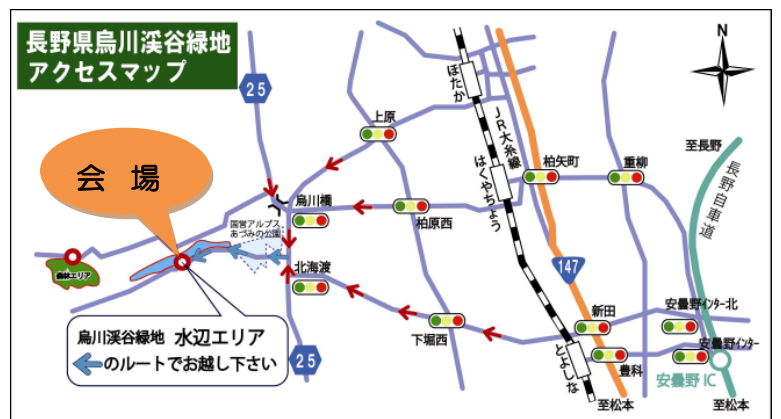 長野県烏川渓谷緑地
アクセスマップ
N
25
ほたか
上原
JR大糸線
至長野
長野自車道
会 場
はくやちょう
柏矢町
重柳
烏川橋
柏原西
国営アルプス
あづみの公園
森林エリア
北海渡
147
新田
安曇野インター北
烏川渓谷緑地 水辺エリア
のルートでお越し下さい
25
下堀西
とよしな
豊科
安曇野インター
安曇野IC
至松本
至松本